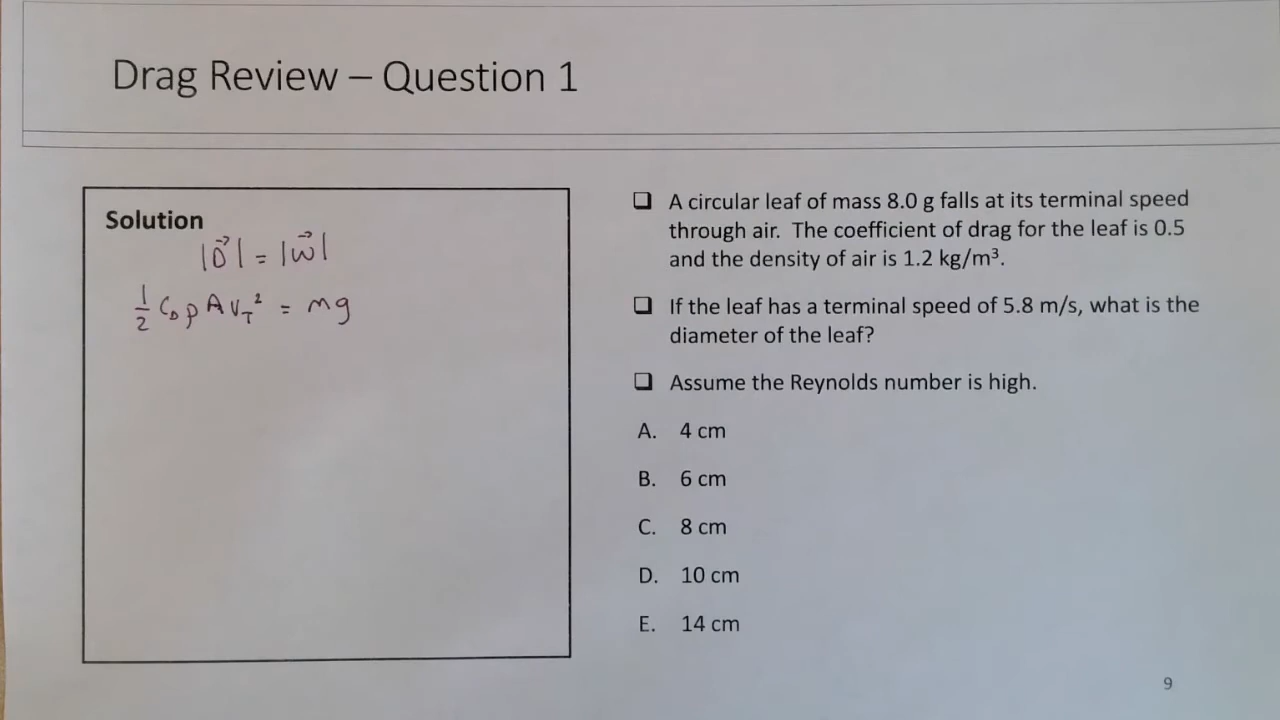 Drag Review – Question 1
Solution
|D⃗| = |w⃗|
1/2 C_D ρ A v_T² = mg
❑ A circular leaf of mass 8.0 g falls at its terminal speed
through air. The coefficient of drag for the leaf is 0.5
and the density of air is 1.2 kg/m³.
❑ If the leaf has a terminal speed of 5.8 m/s, what is the
diameter of the leaf?
❑ Assume the Reynolds number is high.
A. 4 cm
B. 6 cm
C. 8 cm
D. 10 cm
E. 14 cm
9